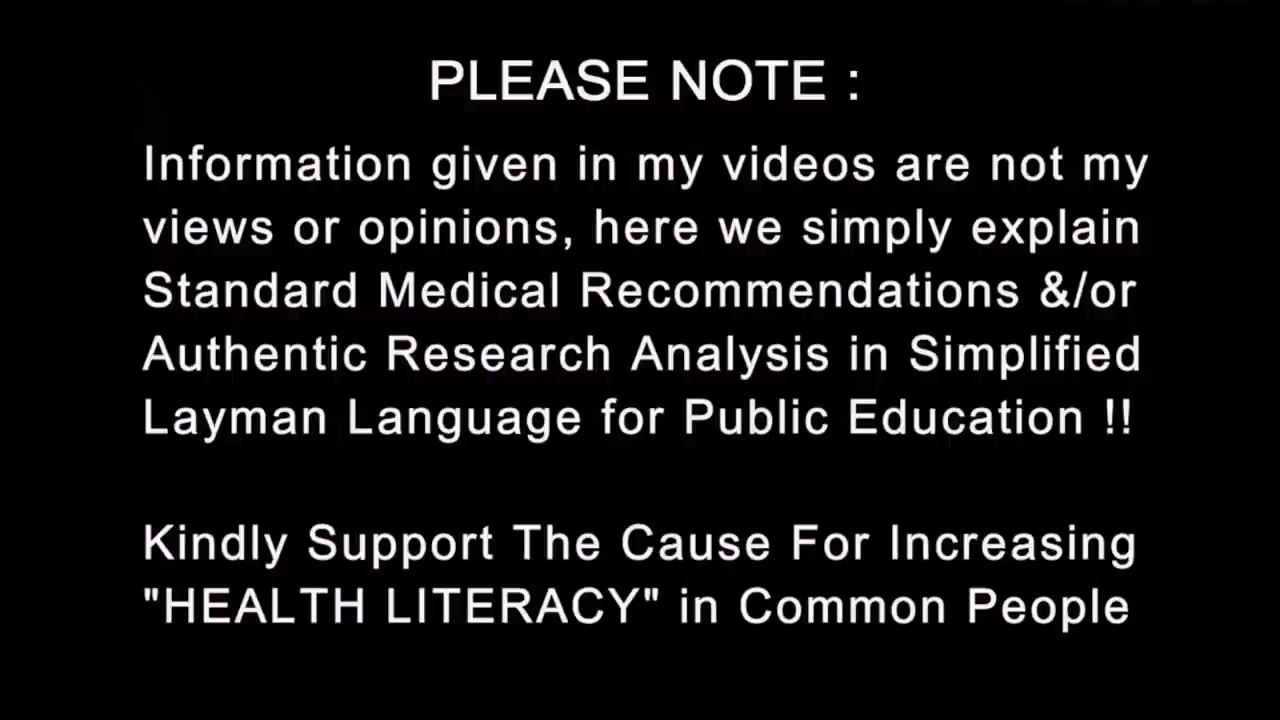 PLEASE NOTE :
Information given in my videos are not my
views or opinions, here we simply explain
Standard Medical Recommendations &/or
Authentic Research Analysis in Simplified
Layman Language for Public Education !!
Kindly Support The Cause For Increasing
"HEALTH LITERACY" in Common People